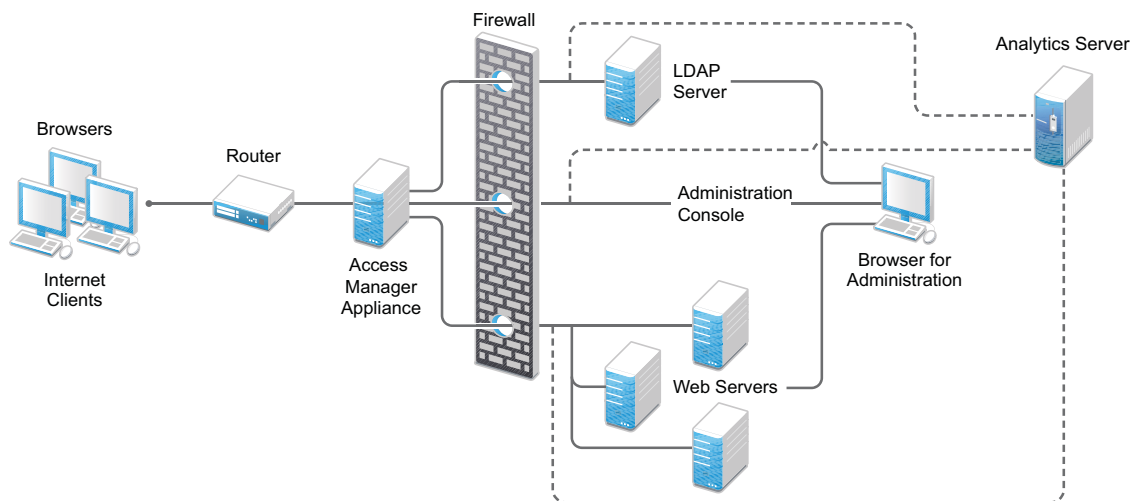 Firewall
Analytics Server
LDAP
Server
Browsers
Router
Administration
Console
Access
Manager
Appliance
Browser for
Administration
Internet
Clients
Web Servers